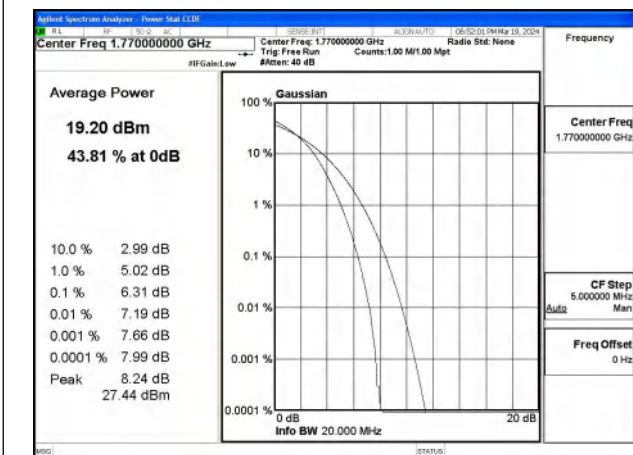 Agilent Spectrum Analyzer - Power Stat CCDF
RL RF 50 Ω AC SENSE:INT ALIGN AUTO 06:52:01 PM Mar 19, 2024
Center Freq 1.770000000 GHz
Center Freq: 1.770000000 GHz Radio Std: None
Trig: Free Run Counts:1.00 M/1.00 Mpt
#IFGain:Low #Atten: 40 dB
Frequency
Average Power
19.20 dBm
43.81 % at 0dB
10.0 % 2.99 dB
1.0 % 5.02 dB
0.1 % 6.31 dB
0.01 % 7.19 dB
0.001 % 7.66 dB
0.0001 % 7.99 dB
Peak 8.24 dB
27.44 dBm
Gaussian
100 %
10 %
1 %
0.1 %
0.01 %
0.001 %
0.0001 %
0 dB 20 dB
Info BW 20.000 MHz
Center Freq
1.770000000 GHz
CF Step
5.000000 MHz
Auto Man
Freq Offset
0 Hz
MSG STATUS